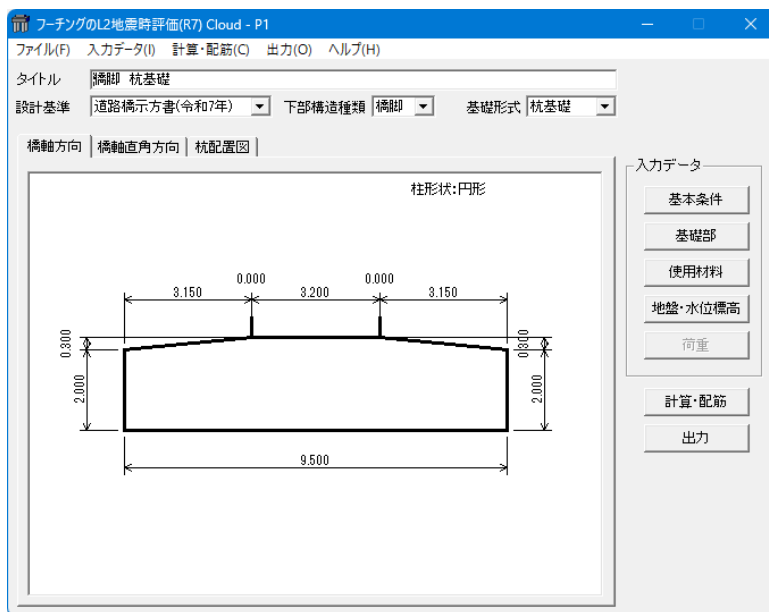 フーチングのL2地震時評価(R7) Cloud - P1
ファイル(F) 入力データ(I) 計算・配筋(C) 出力(O) ヘルプ(H)
タイトル 橋脚 杭基礎
設計基準 道路橋示方書(令和7年) 下部構造種類 橋脚 基礎形式 杭基礎
橋軸方向 橋軸直角方向 杭配置図
柱形状:円形
0.000 0.000
3.150 3.200 3.150
0.300 0.300
2.000 2.000
9.500
入力データ
基本条件
基礎部
使用材料
地盤・水位標高
荷重
計算・配筋
出力